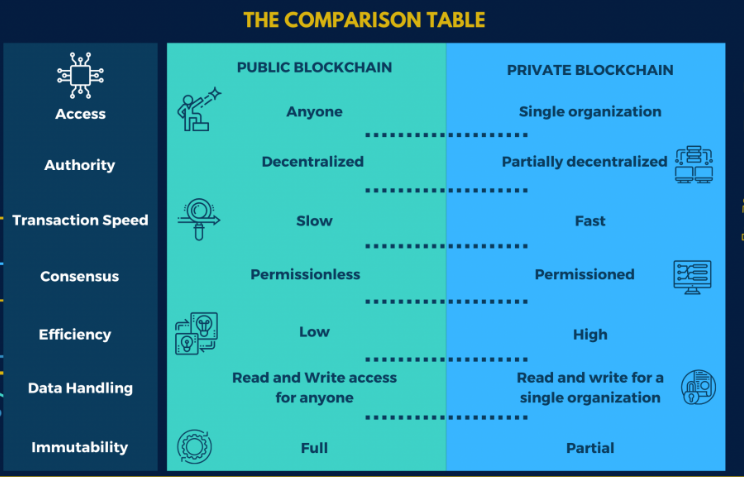 THE COMPARISON TABLE
PUBLIC BLOCKCHAIN PRIVATE BLOCKCHAIN
Access Anyone Single organization
Authority Decentralized Partially decentralized
Transaction Speed Slow Fast
Consensus Permissionless Permissioned
Efficiency Low High
Data Handling Read and Write access for anyone Read and write for a single organization
Immutability Full Partial